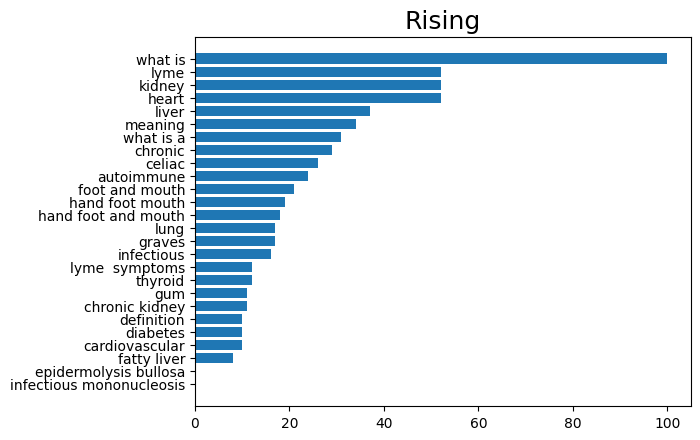 Rising
what is
lyme
kidney
heart
liver
meaning
what is a
chronic
celiac
autoimmune
foot and mouth
hand foot mouth
hand foot and mouth
lung
graves
infectious
lyme  symptoms
thyroid
gum
chronic kidney
definition
diabetes
cardiovascular
fatty liver
epidermolysis bullosa
infectious mononucleosis
0 20 40 60 80 100